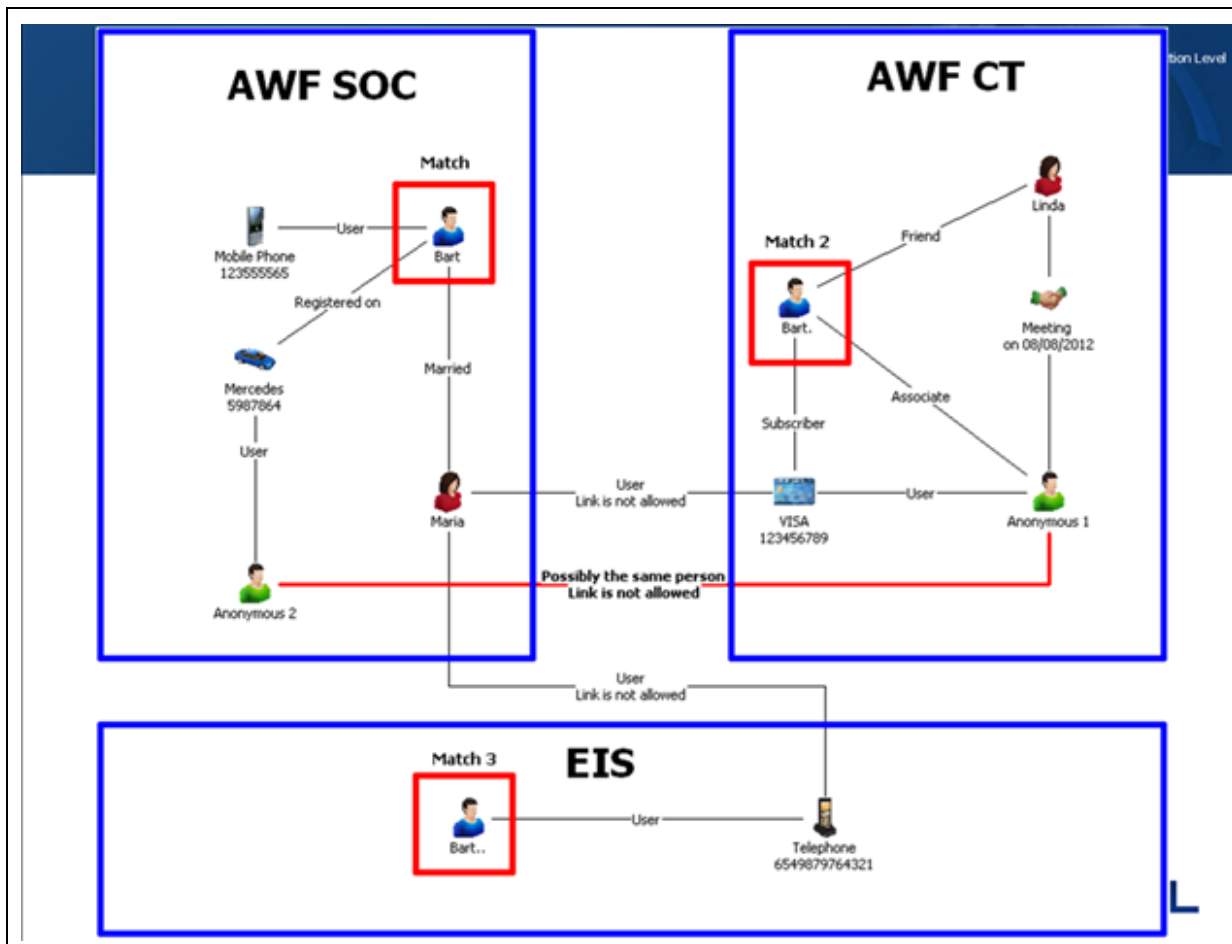 tion Level
AWF SOC
AWF CT
Match
Linda
User
Friend
Match 2
Mobile Phone
123555565
Bart
Registered on
Bart.
Meeting
on 08/08/2012
Mercedes
5987864
Married
Associate
Subscriber
User
User
Link is not allowed
User
Maria
VISA
123456789
Anonymous 1
Possibly the same person
Link is not allowed
Anonymous 2
User
Link is not allowed
Match 3
EIS
User
Bart..
Telephone
6549879764321
L